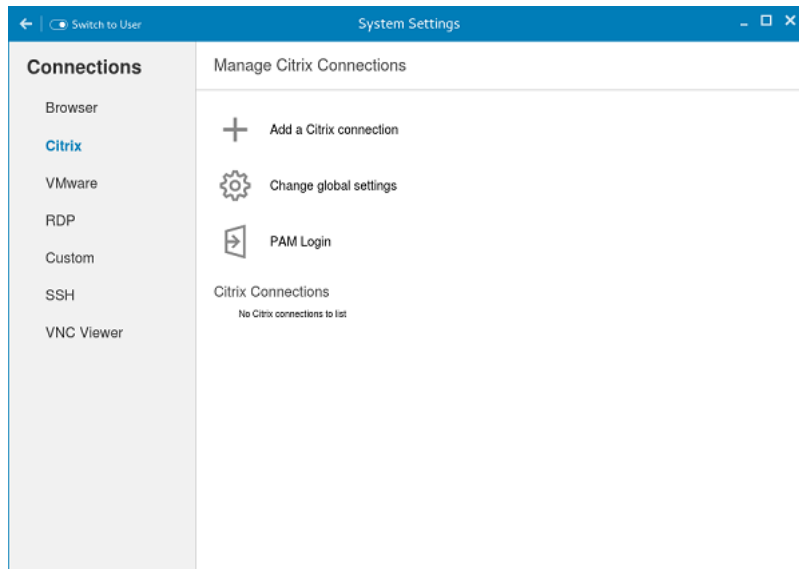 Switch to User
System Settings
Connections
Browser
Citrix
VMware
RDP
Custom
SSH
VNC Viewer
Manage Citrix Connections
Add a Citrix connection
Change global settings
PAM Login
Citrix Connections
No Citrix connections to list